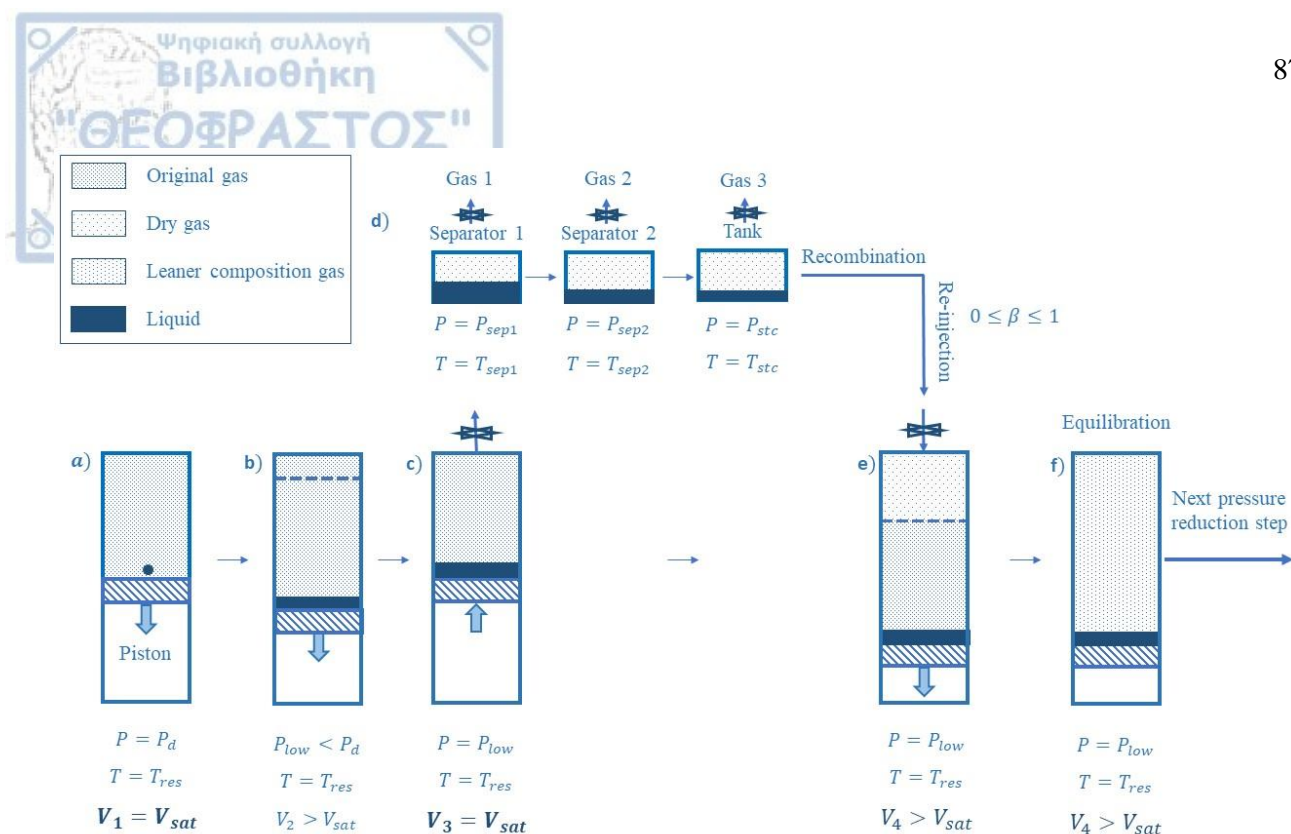 Ψηφιακή συλλογή
Βιβλιοθήκη
"ΘΕΟΦΡΑΣΤΟΣ"
Original gas
Dry gas
Leaner composition gas
Liquid
d)
Gas 1
Gas 2
Gas 3
Separator 1
Separator 2
Tank
P = P_sep1
T = T_sep1
P = P_sep2
T = T_sep2
P = P_stc
T = T_stc
Recombination
Re-injection
0 ≤ β ≤ 1
a)
Piston
P = P_d
T = T_res
V_1 = V_sat
b)
P_low < P_d
T = T_res
V_2 > V_sat
c)
P = P_low
T = T_res
V_3 = V_sat
e)
P = P_low
T = T_res
V_4 > V_sat
Equilibration
f)
P = P_low
T = T_res
V_4 > V_sat
Next pressure
reduction step